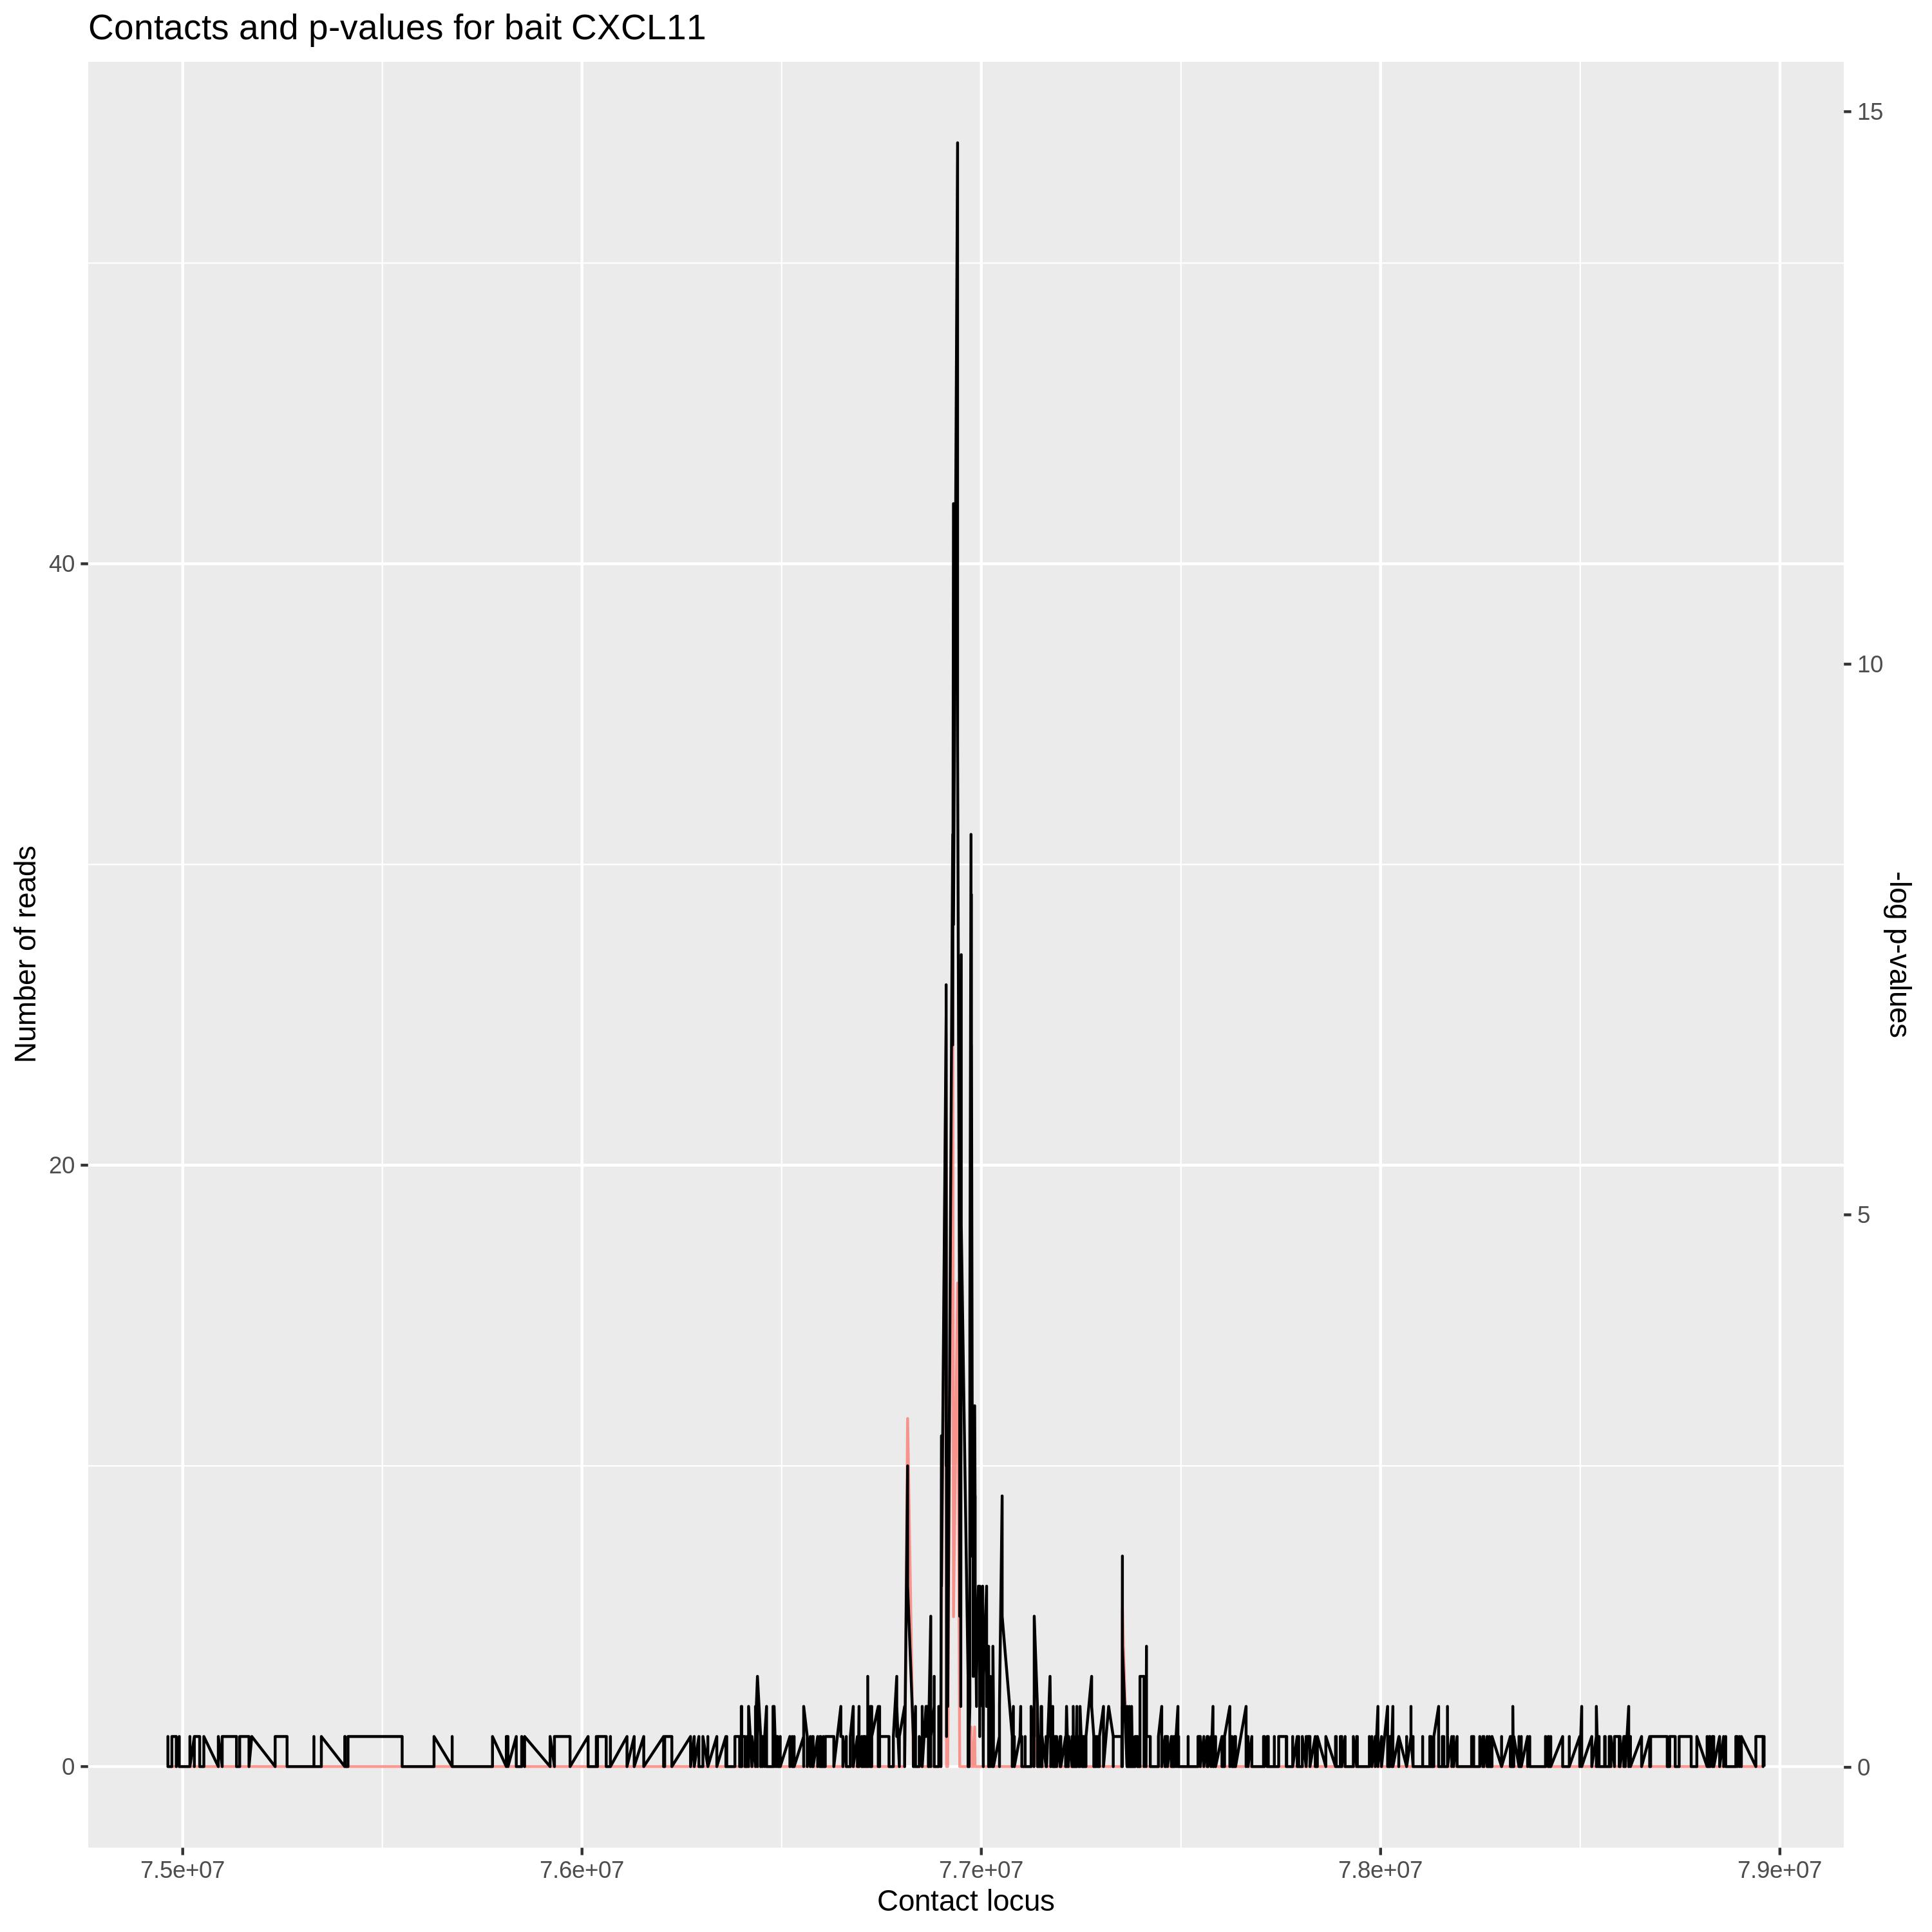 Contacts and p-values for bait CXCL11
15
40
10
Number of reads
-log p-values
20
5
0
0
7.5e+07
7.6e+07
7.7e+07
7.8e+07
7.9e+07
Contact locus